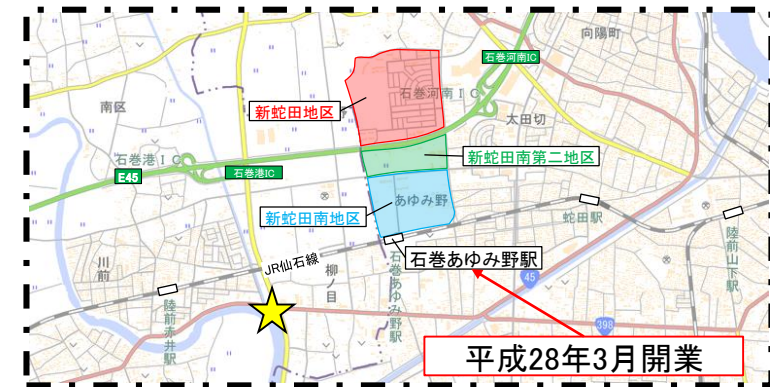 向陽町
石巻河南IC
新蛇田地区
石巻河南ＩＣ
南区
太田切
石巻港ＩＣ
E45
石巻港IC
新蛇田南第二地区
新蛇田南地区
あゆみ野
蛇田駅
石巻あゆみ野駅
JR仙石線
川前
柳ノ目
石巻あゆみ野駅
陸前山下駅
45
陸前赤井駅
398
平成28年3月開業